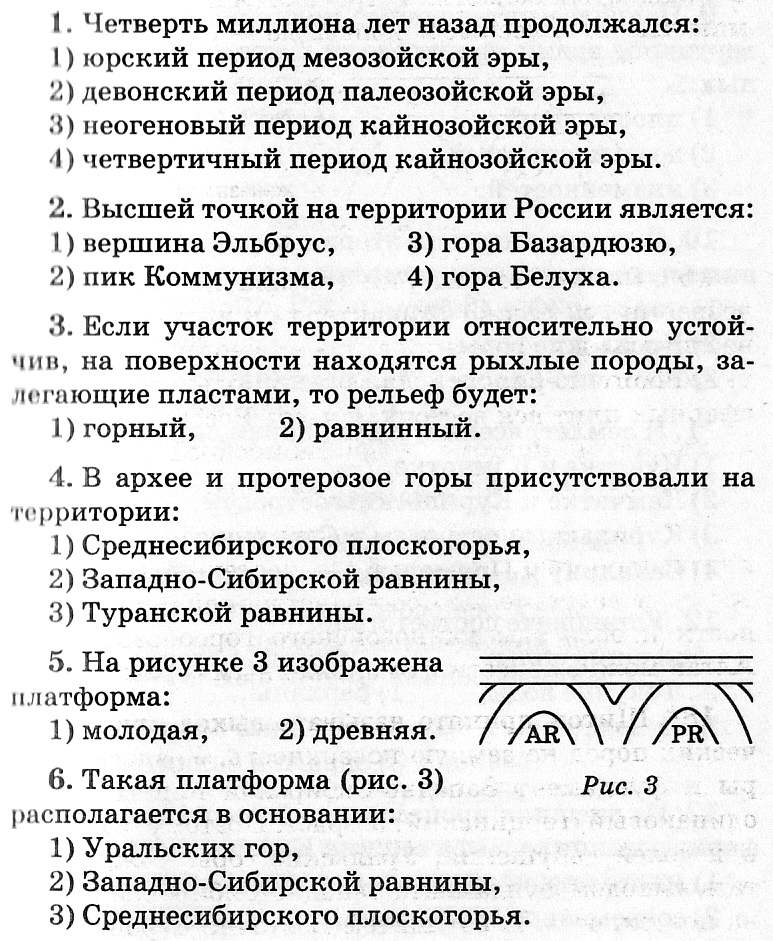 1. Четверть миллиона лет назад продолжался:
1) юрский период мезозойской эры,
2) девонский период палеозойской эры,
3) неогеновый период кайнозойской эры,
4) четвертичный период кайнозойской эры.
2. Высшей точкой на территории России является:
1) вершина Эльбрус, 3) гора Базардюзю,
2) пик Коммунизма, 4) гора Белуха.
3. Если участок территории относительно устой-
чив, на поверхности находятся рыхлые породы, за-
легающие пластами, то рельеф будет:
1) горный, 2) равнинный.
4. В архее и протерозое горы присутствовали на
территории:
1) Среднесибирского плоскогорья,
2) Западно-Сибирской равнины,
3) Туранской равнины.
5. На рисунке 3 изображена
платформа:
1) молодая, 2) древняя.
AR PR
Рис. 3
6. Такая платформа (рис. 3)
располагается в основании:
1) Уральских гор,
2) Западно-Сибирской равнины,
3) Среднесибирского плоскогорья.